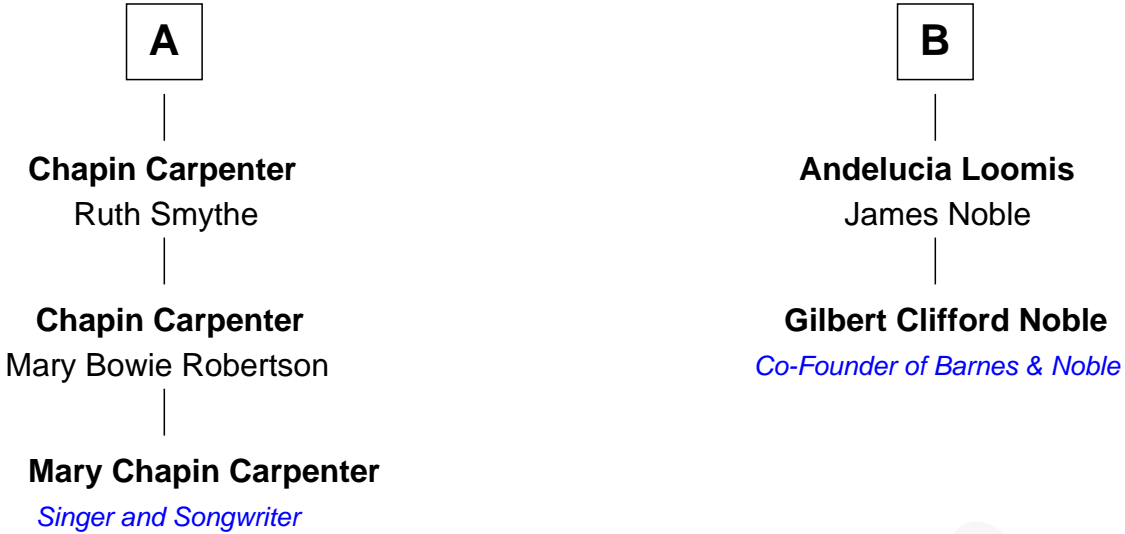 A
Chapin Carpenter
Ruth Smythe
Chapin Carpenter
Mary Bowie Robertson
Mary Chapin Carpenter
Singer and Songwriter
B
Andelucia Loomis
James Noble
Gilbert Clifford Noble
Co-Founder of Barnes & Noble